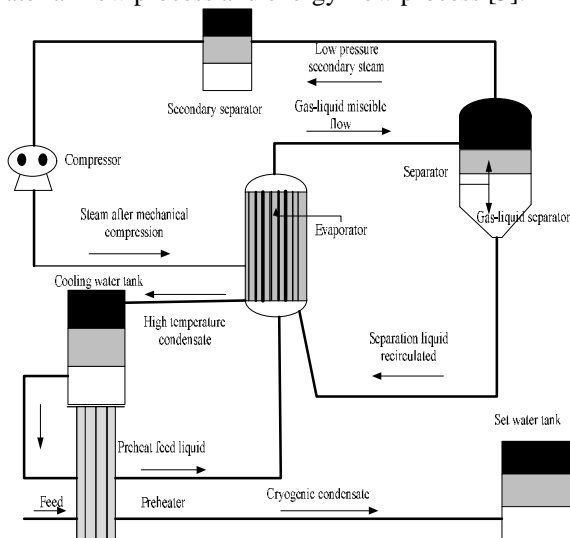 Low pressure
secondary steam
Secondary separator
Gas-liquid miscible
flow
Compressor
Separator
Steam after mechanical
compression
Gas-liquid separator
Evaporator
Cooling water tank
High temperature
condensate
Separation liquid
recirculated
Set water tank
Preheat feed liquid
Feed
Preheater
Cryogenic condensate